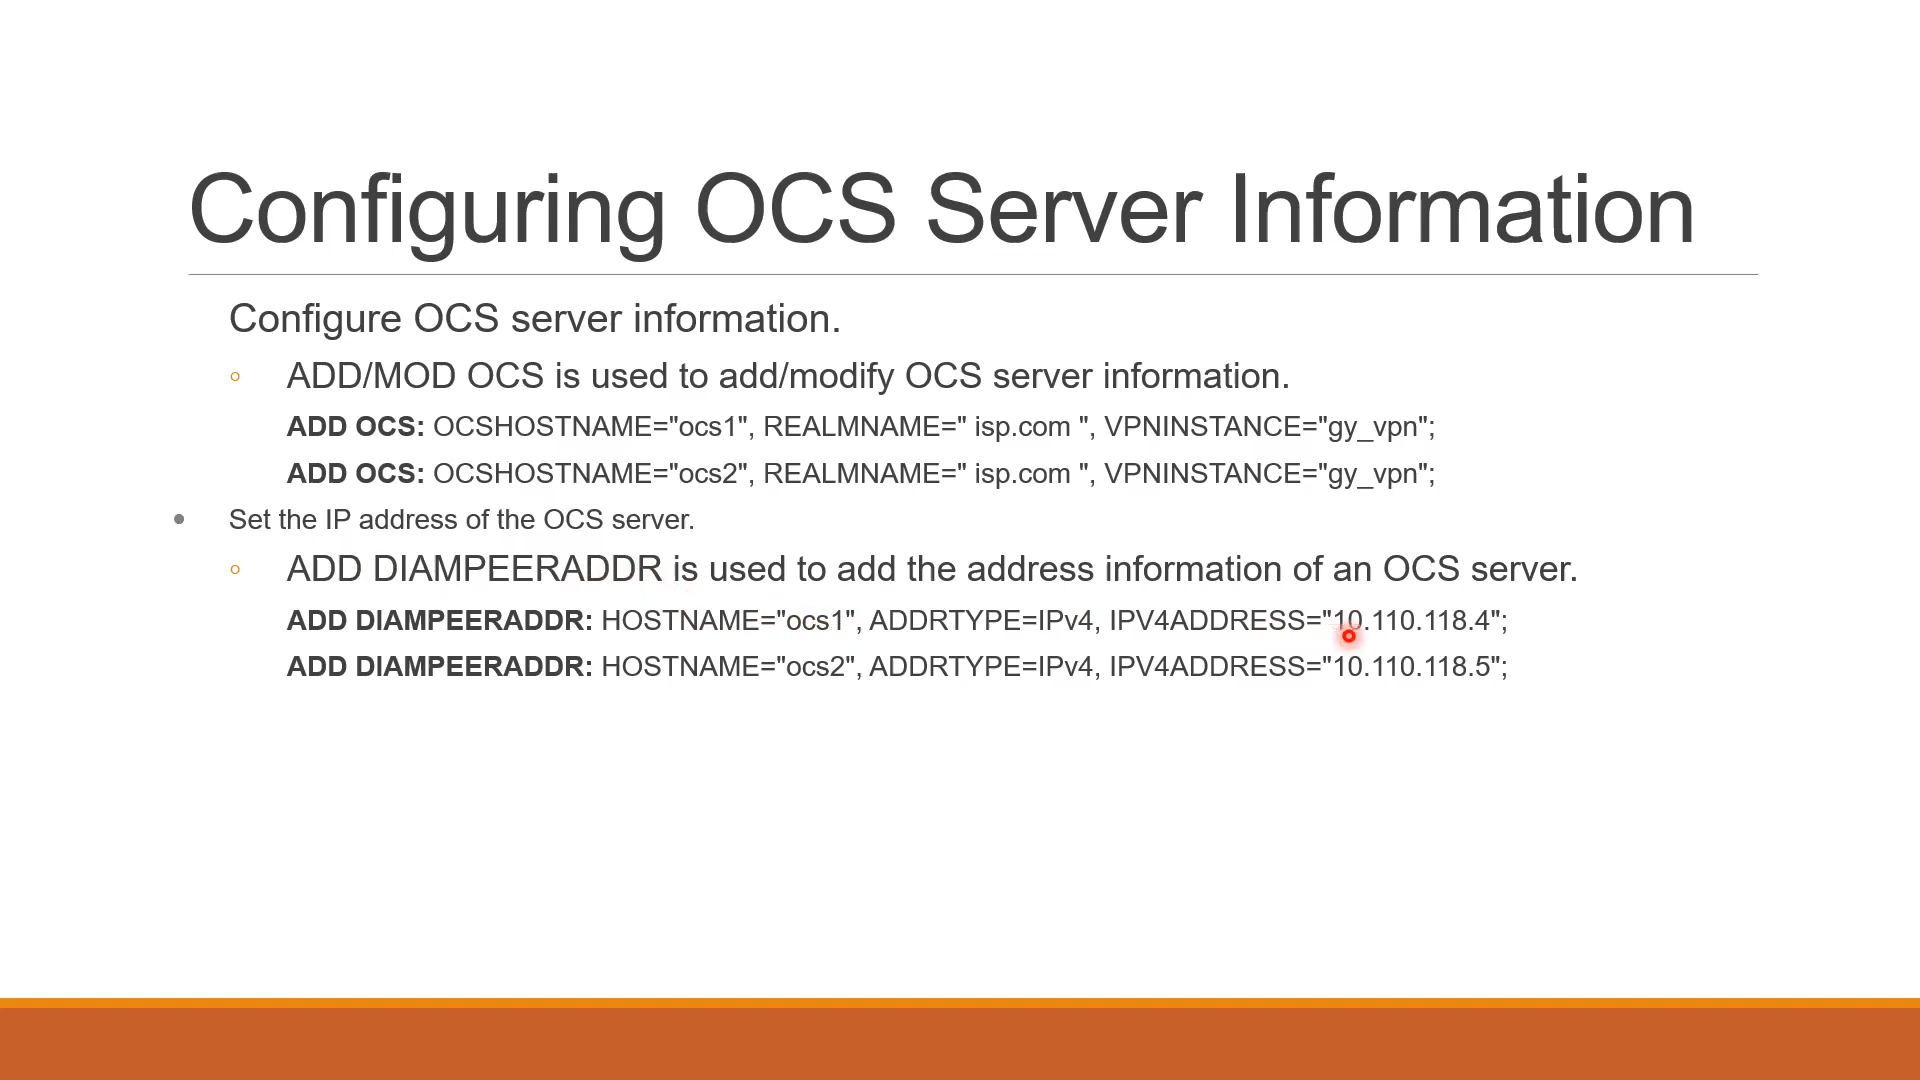 Configuring OCS Server Information
Configure OCS server information.
◦ ADD/MOD OCS is used to add/modify OCS server information.
ADD OCS: OCSHOSTNAME="ocs1", REALMNAME=" isp.com ", VPNINSTANCE="gy_vpn";
ADD OCS: OCSHOSTNAME="ocs2", REALMNAME=" isp.com ", VPNINSTANCE="gy_vpn";
• Set the IP address of the OCS server.
◦ ADD DIAMPEERADDR is used to add the address information of an OCS server.
ADD DIAMPEERADDR: HOSTNAME="ocs1", ADDRTYPE=IPv4, IPV4ADDRESS="10.110.118.4";
ADD DIAMPEERADDR: HOSTNAME="ocs2", ADDRTYPE=IPv4, IPV4ADDRESS="10.110.118.5";